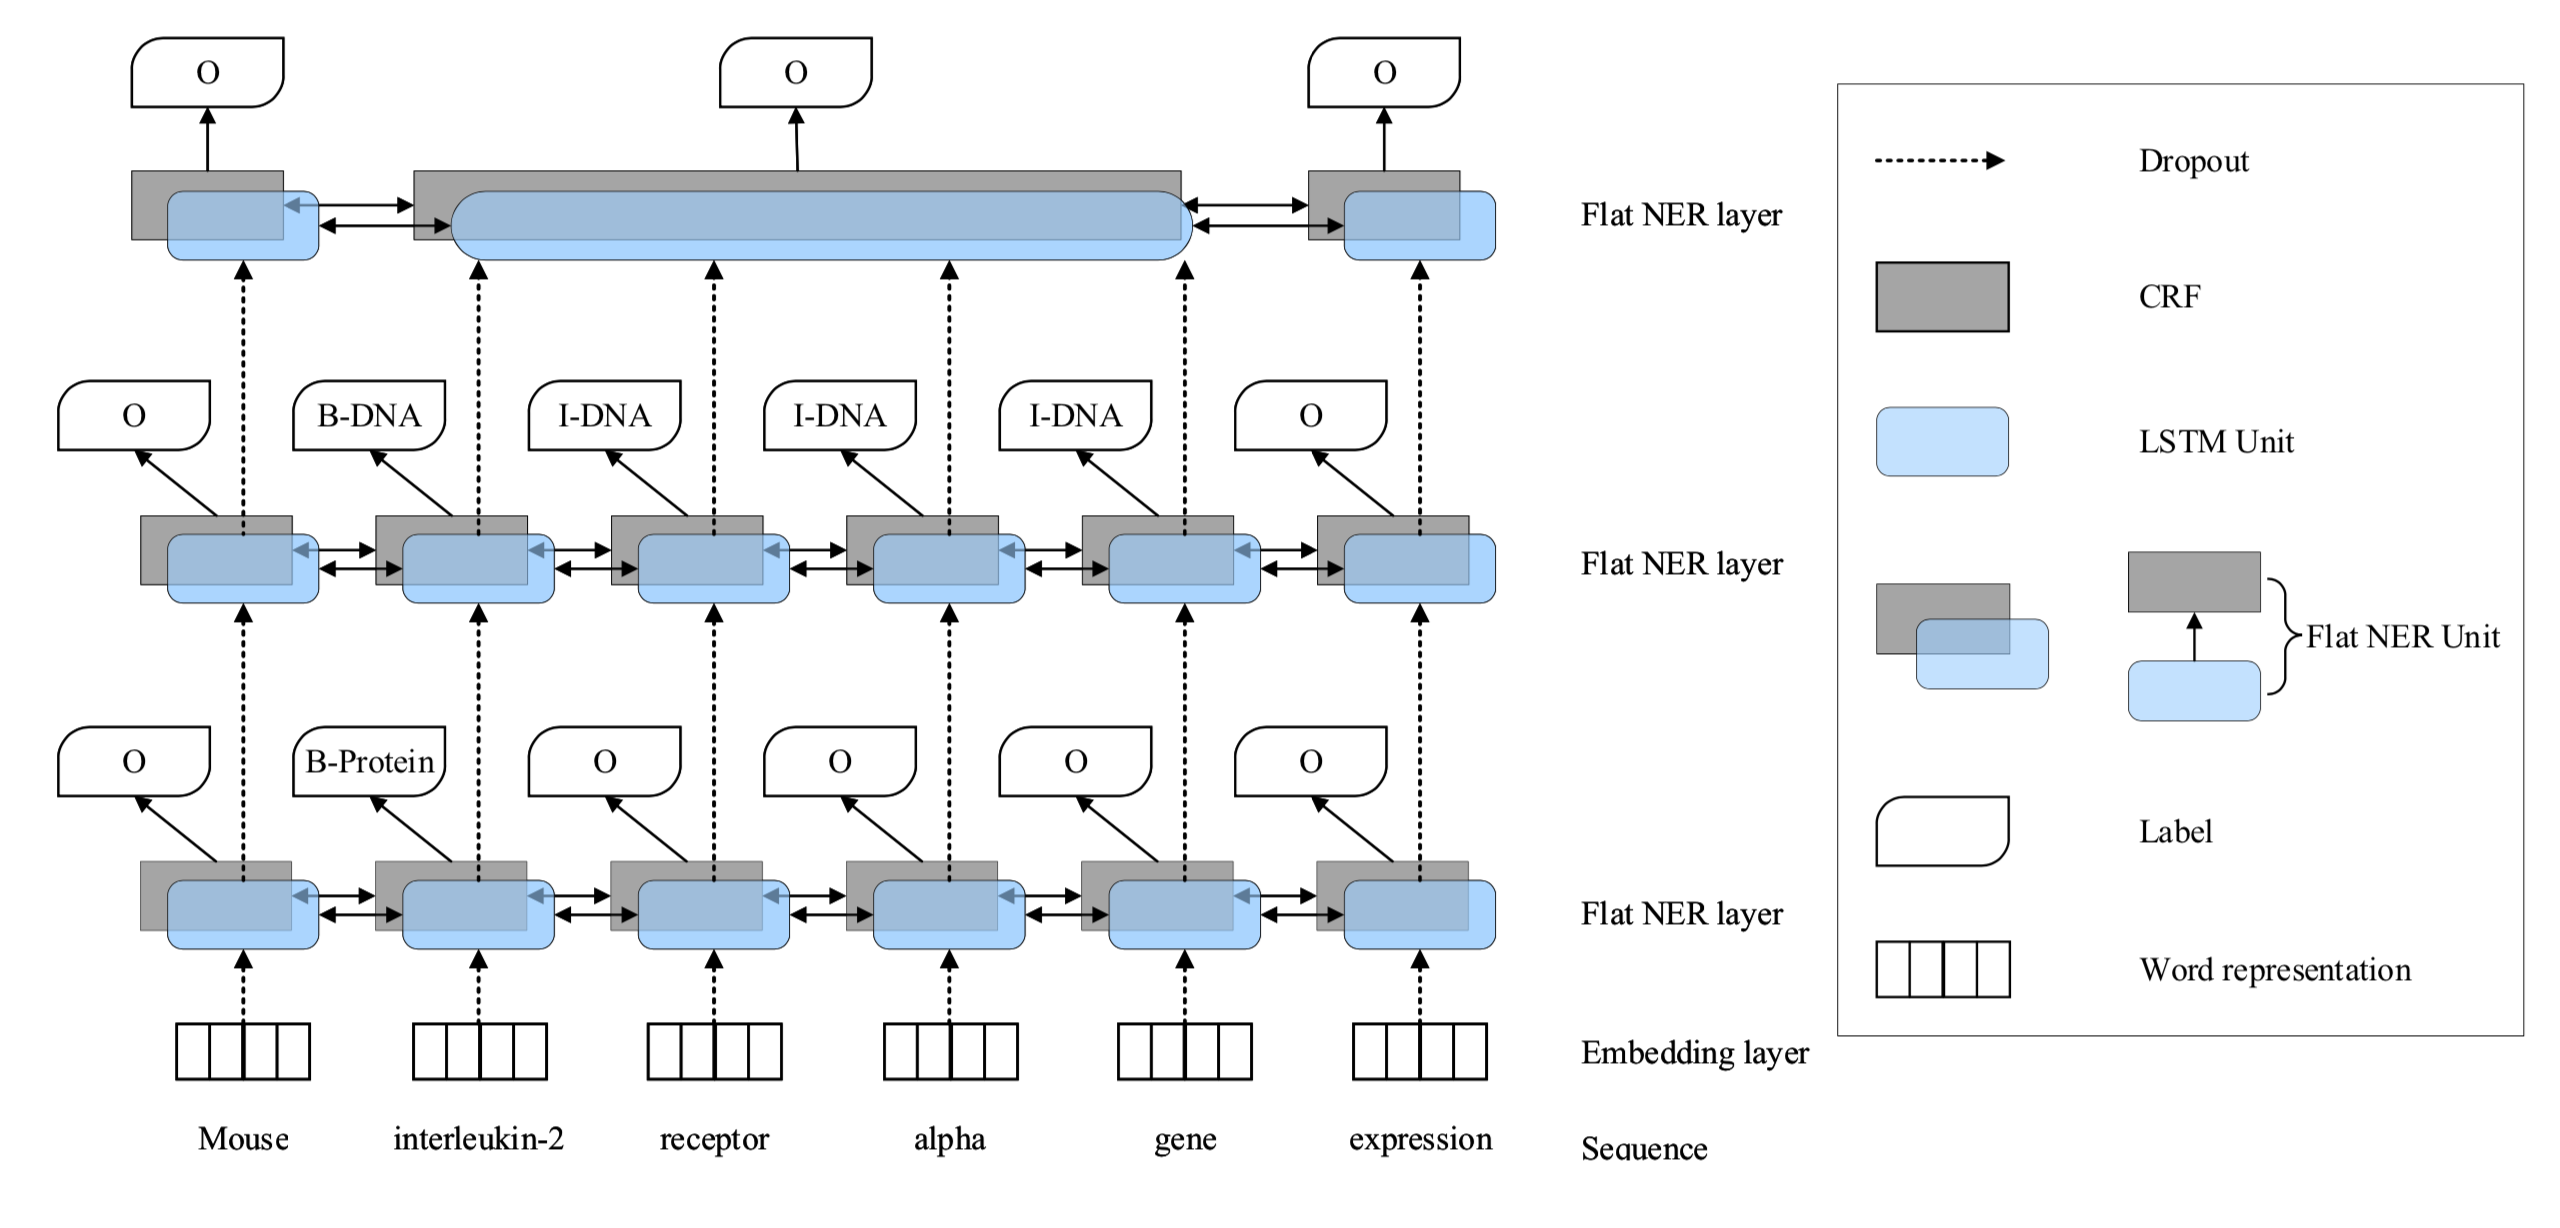 O O O
Flat NER layer
O B-DNA I-DNA I-DNA I-DNA O
Flat NER layer
O B-Protein O O O O
Flat NER layer
Embedding layer
Mouse interleukin-2 receptor alpha gene expression
Sequence
Dropout
CRF
LSTM Unit
Flat NER Unit
Label
Word representation